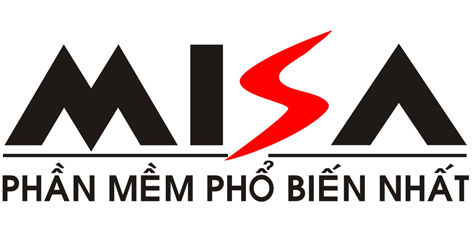 MISA
PHẦN MỀM PHỔ BIẾN NHẤT